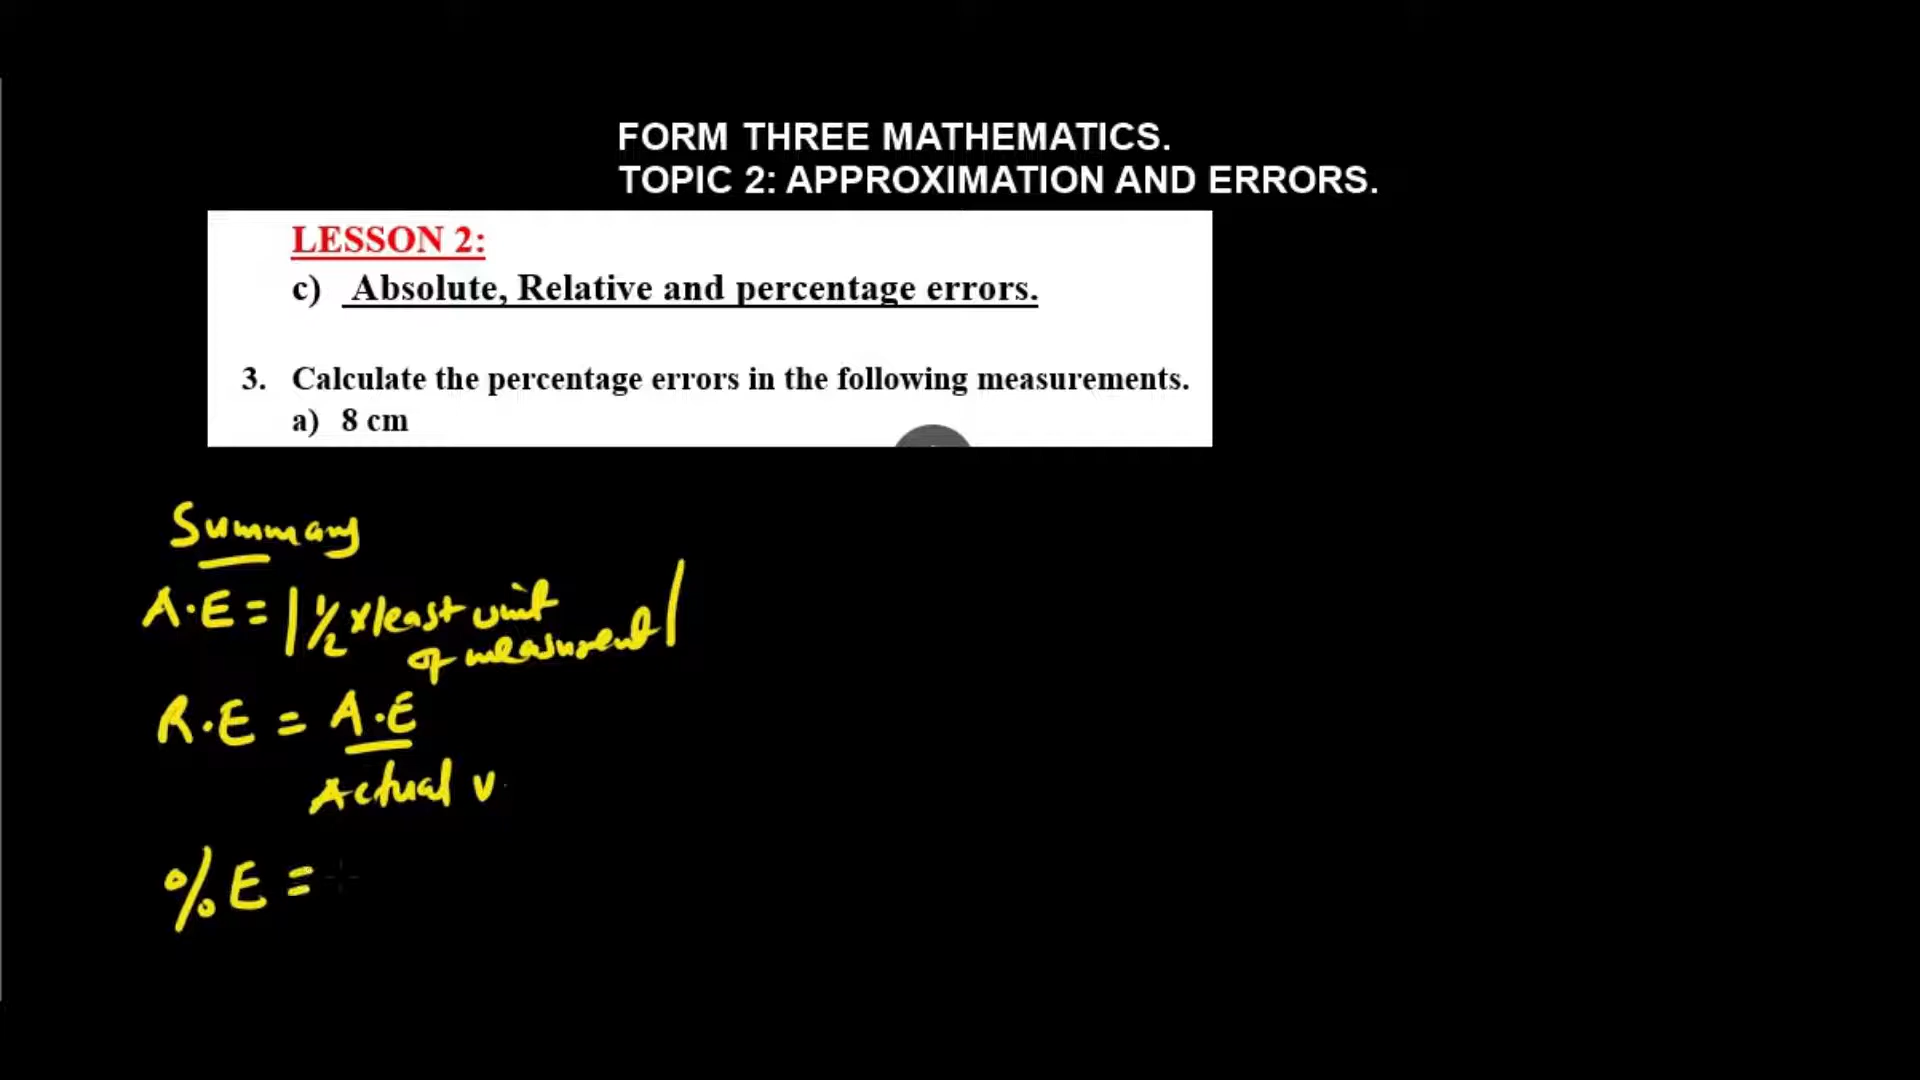 FORM THREE MATHEMATICS.
TOPIC 2: APPROXIMATION AND ERRORS.
LESSON 2:
c) Absolute, Relative and percentage errors.
3. Calculate the percentage errors in the following measurements.
a) 8 cm
Summary
A.E = | 1/2 x least unit
of measurement |
R.E = A.E
Actual v
% E =